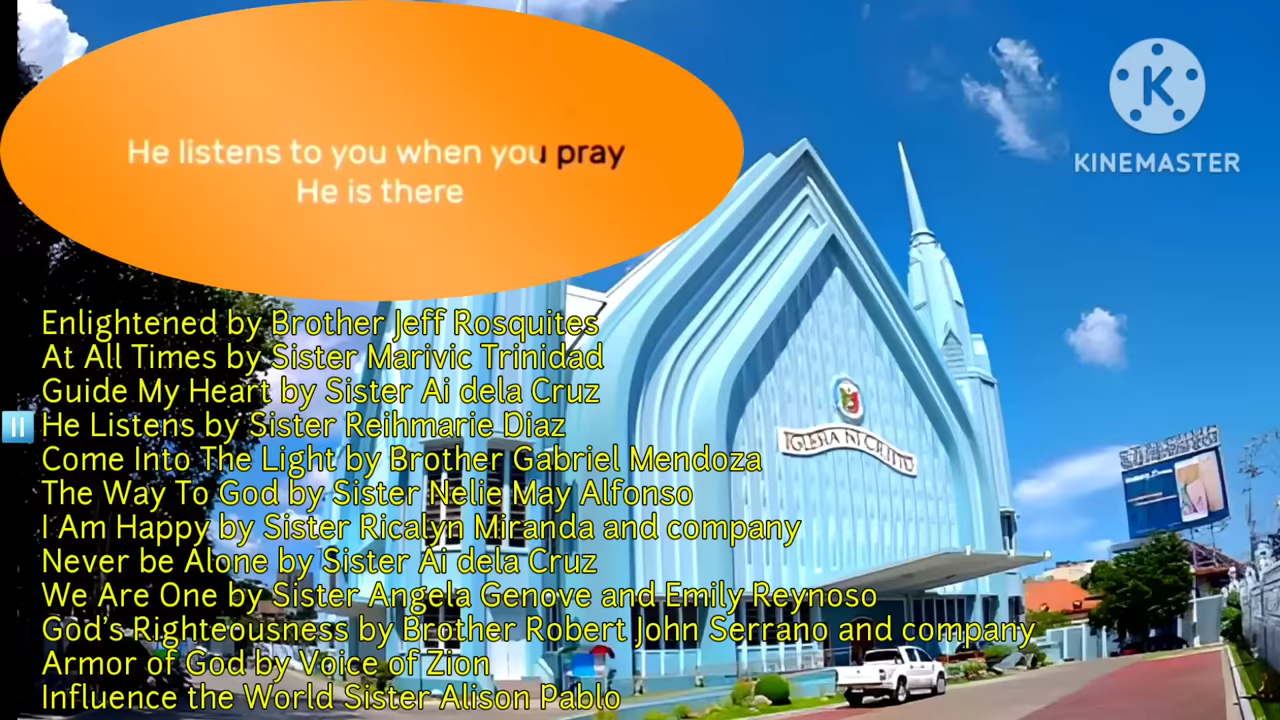 He listens to you when you pray
He is there
KINEMASTER
Enlightened by Brother Jeff Rosquites
At All Times by Sister Marivic Trinidad
Guide My Heart by Sister Ai dela Cruz
He Listens by Sister Reihmarie Diaz
Come Into The Light by Brother Gabriel Mendoza
The Way To God by Sister Nelie May Alfonso
I Am Happy by Sister Ricalyn Miranda and company
Never be Alone by Sister Ai dela Cruz
We Are One by Sister Angela Genove and Emily Reynoso
God's Righteousness by Brother Robert John Serrano and company
Armor of God by Voice of Zion
Influence the World Sister Alison Pablo
IGLESIA NI CRISTO